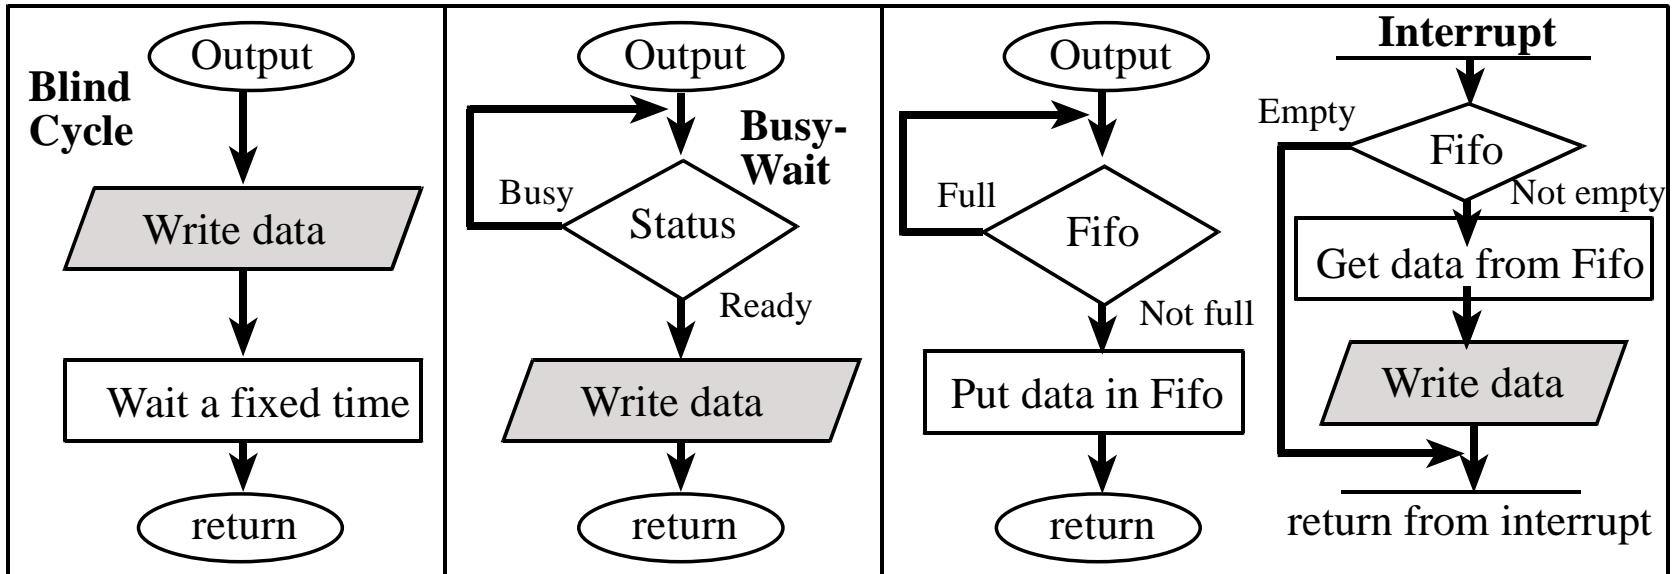 Output
Blind
Cycle
Write data
Wait a fixed time
return
Output
Busy-
Wait
Busy
Status
Ready
Write data
return
Output
Full
Fifo
Not full
Put data in Fifo
return
Interrupt
Empty
Fifo
Not empty
Get data from Fifo
Write data
return from interrupt